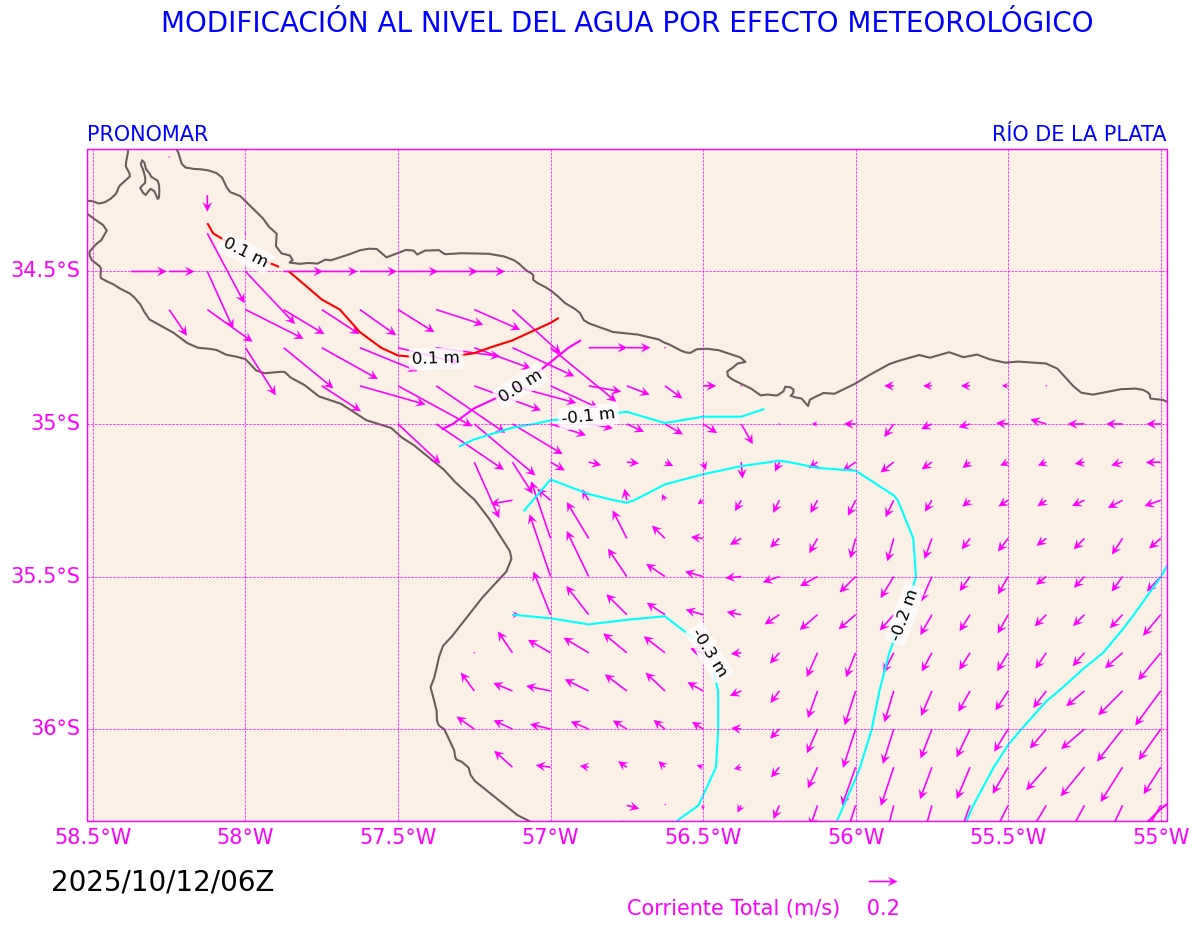 MODIFICACIÓN AL NIVEL DEL AGUA POR EFECTO METEOROLÓGICO
PRONOMAR RÍO DE LA PLATA
0.1 m
34.5°S
0.1 m
0.0 m
-0.1 m
35°S
35.5°S
-0.2 m
-0.3 m
36°S
58.5°W 58°W 57.5°W 57°W 56.5°W 56°W 55.5°W 55°W
2025/10/12/06Z
Corriente Total (m/s) 0.2